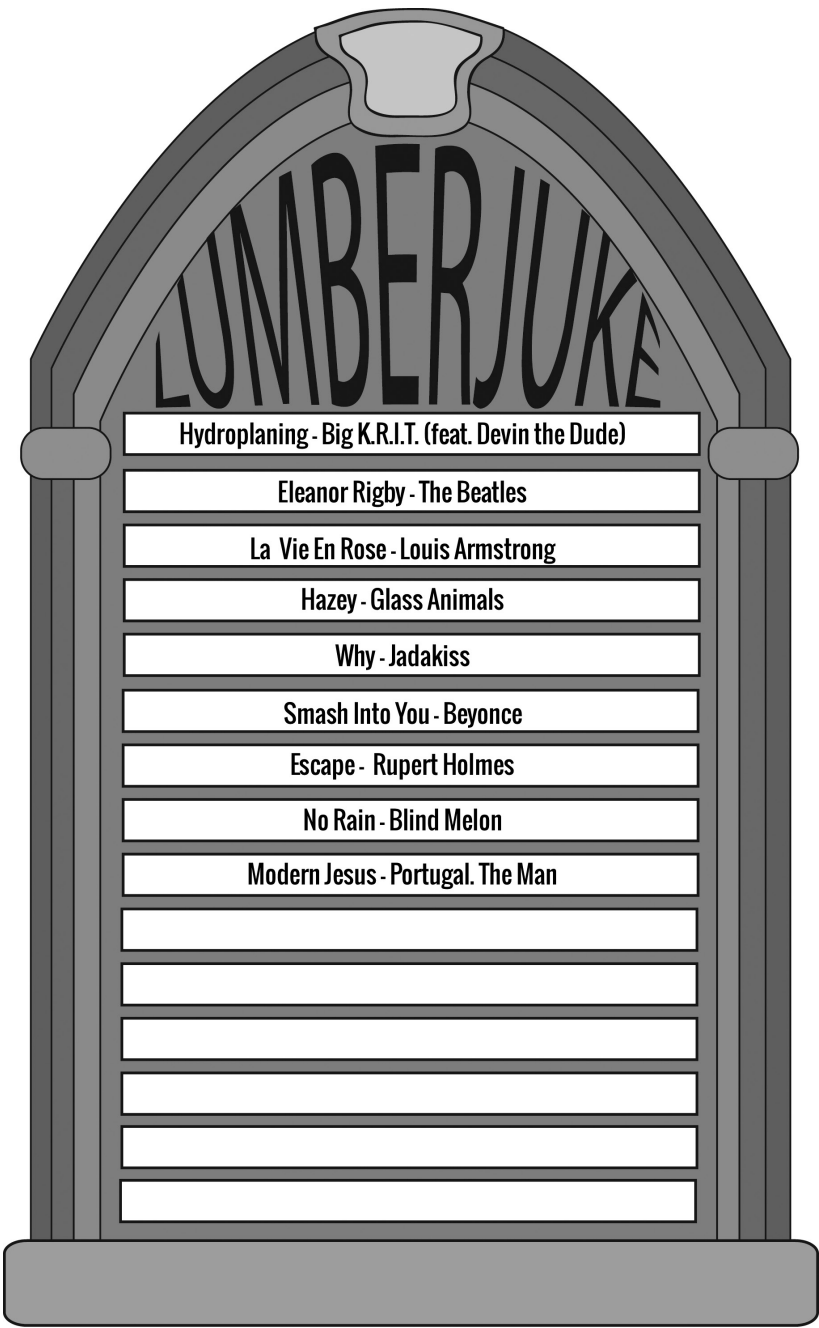 LUMBERJUKE
Hydroplaning - Big K.R.I.T. (feat. Devin the Dude)
Eleanor Rigby - The Beatles
La  Vie En Rose - Louis Armstrong
Hazey - Glass Animals
Why - Jadakiss
Smash Into You - Beyonce
Escape -  Rupert Holmes
No Rain - Blind Melon
Modern Jesus - Portugal. The Man